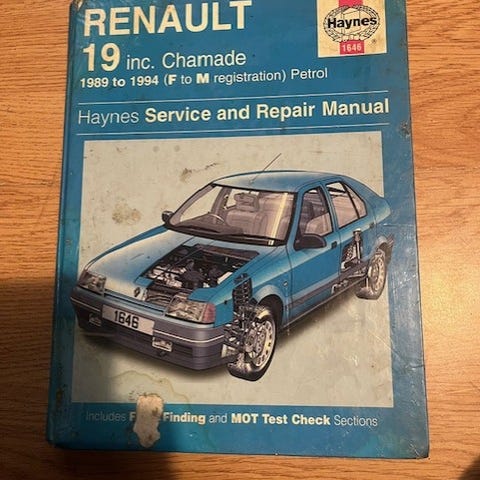 RENAULT
19 inc. Chamade
1989 to 1994 (F to M registration) Petrol
Haynes
1646
Haynes Service and Repair Manual
1646
Includes F Finding and MOT Test Check Sections